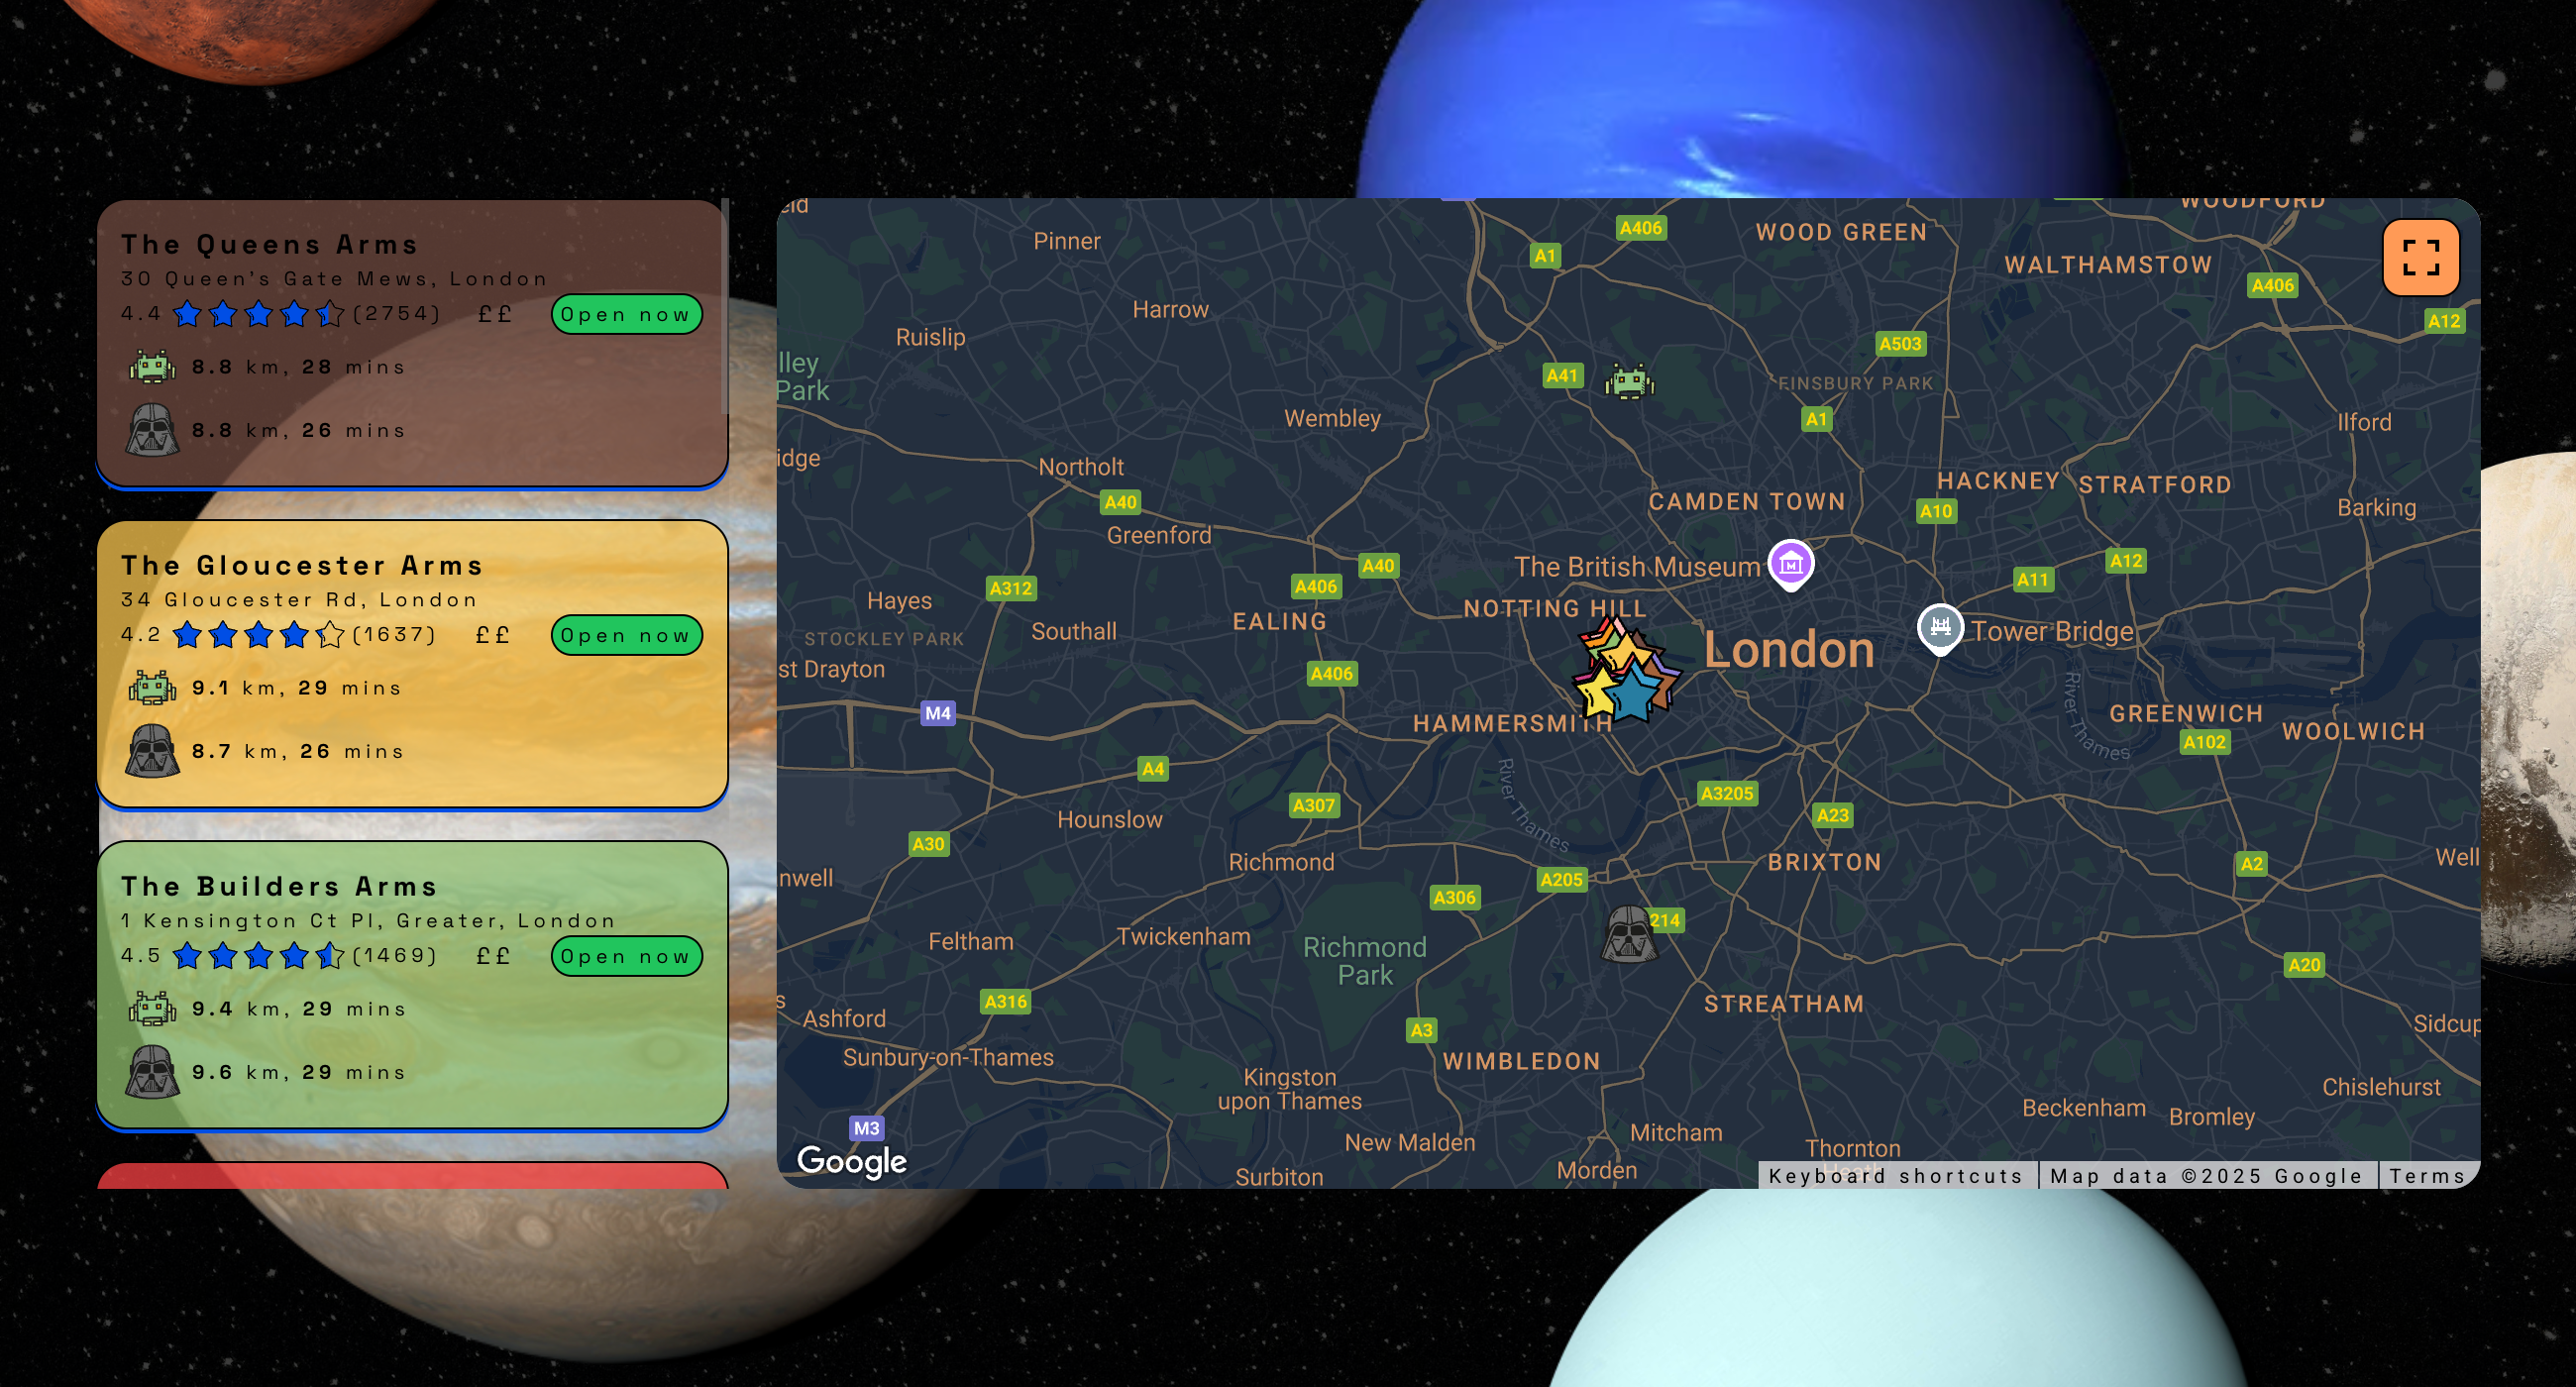 The Queens Arms
30 Queen's Gate Mews, London
4.4 (2754) ££ Open now
8.8 km, 28 mins
8.8 km, 26 mins
The Gloucester Arms
34 Gloucester Rd, London
4.2 (1637) ££ Open now
9.1 km, 29 mins
8.7 km, 26 mins
The Builders Arms
1 Kensington Ct Pl, Greater, London
4.5 (1469) ££ Open now
9.4 km, 29 mins
9.6 km, 29 mins
WOODFORD
Pinner
A406
WOOD GREEN
A1
WALTHAMSTOW
A406
Harrow
A12
Ruislip
A503
lley
Park
A41
FINSBURY PARK
Wembley
A1
Ilford
idge
Northolt
HACKNEY
STRATFORD
A40
CAMDEN TOWN
A10
Barking
Greenford
A40
The British Museum
A12
A312
A406
A11
Hayes
NOTTING HILL
EALING
Southall
STOCKLEY PARK
London
Tower Bridge
st Drayton
A406
River Thames
M4
HAMMERSMITH
GREENWICH
WOOLWICH
A102
A4
A3205
A307
A23
Hounslow
River Thames
A30
Richmond
BRIXTON
A2
Well
nwell
A205
A306
214
Feltham
Twickenham
Richmond
Park
A20
A316
STREATHAM
Ashford
A3
Sidcup
Sunbury-on-Thames
WIMBLEDON
Kingston
upon Thames
Chislehurst
Beckenham
Bromley
M3
Mitcham
New Malden
Thornton
Heath
Google
Surbiton
Morden
Keyboard shortcuts
Map data ©2025 Google
Terms